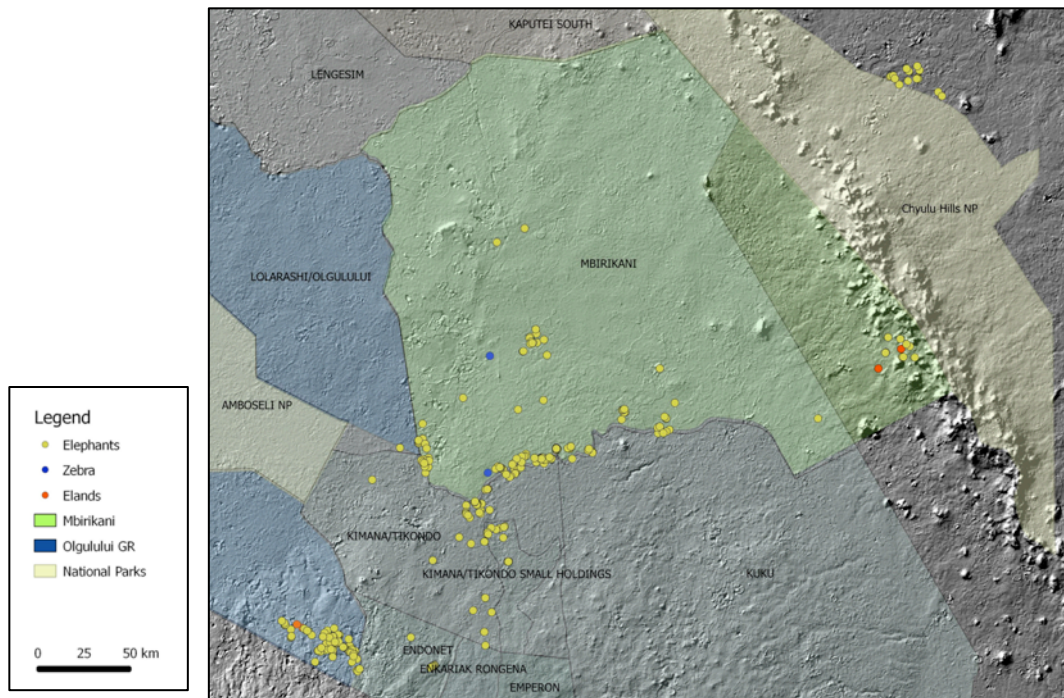 KAPUTEI SOUTH
LENGESIM
Chyulu Hills NP
MBIRIKANI
LOLARASHI/OLGULULUI
AMBOSELI NP
KIMANA/TIKONDO
KIMANA/TIKONDO SMALL HOLDINGS
KUKU
ENDONET
ENKARIAK RONGENA
EMPERON
Legend
Elephants
Zebra
Elands
Mbirikani
Olgulului GR
National Parks
0 25 50 km